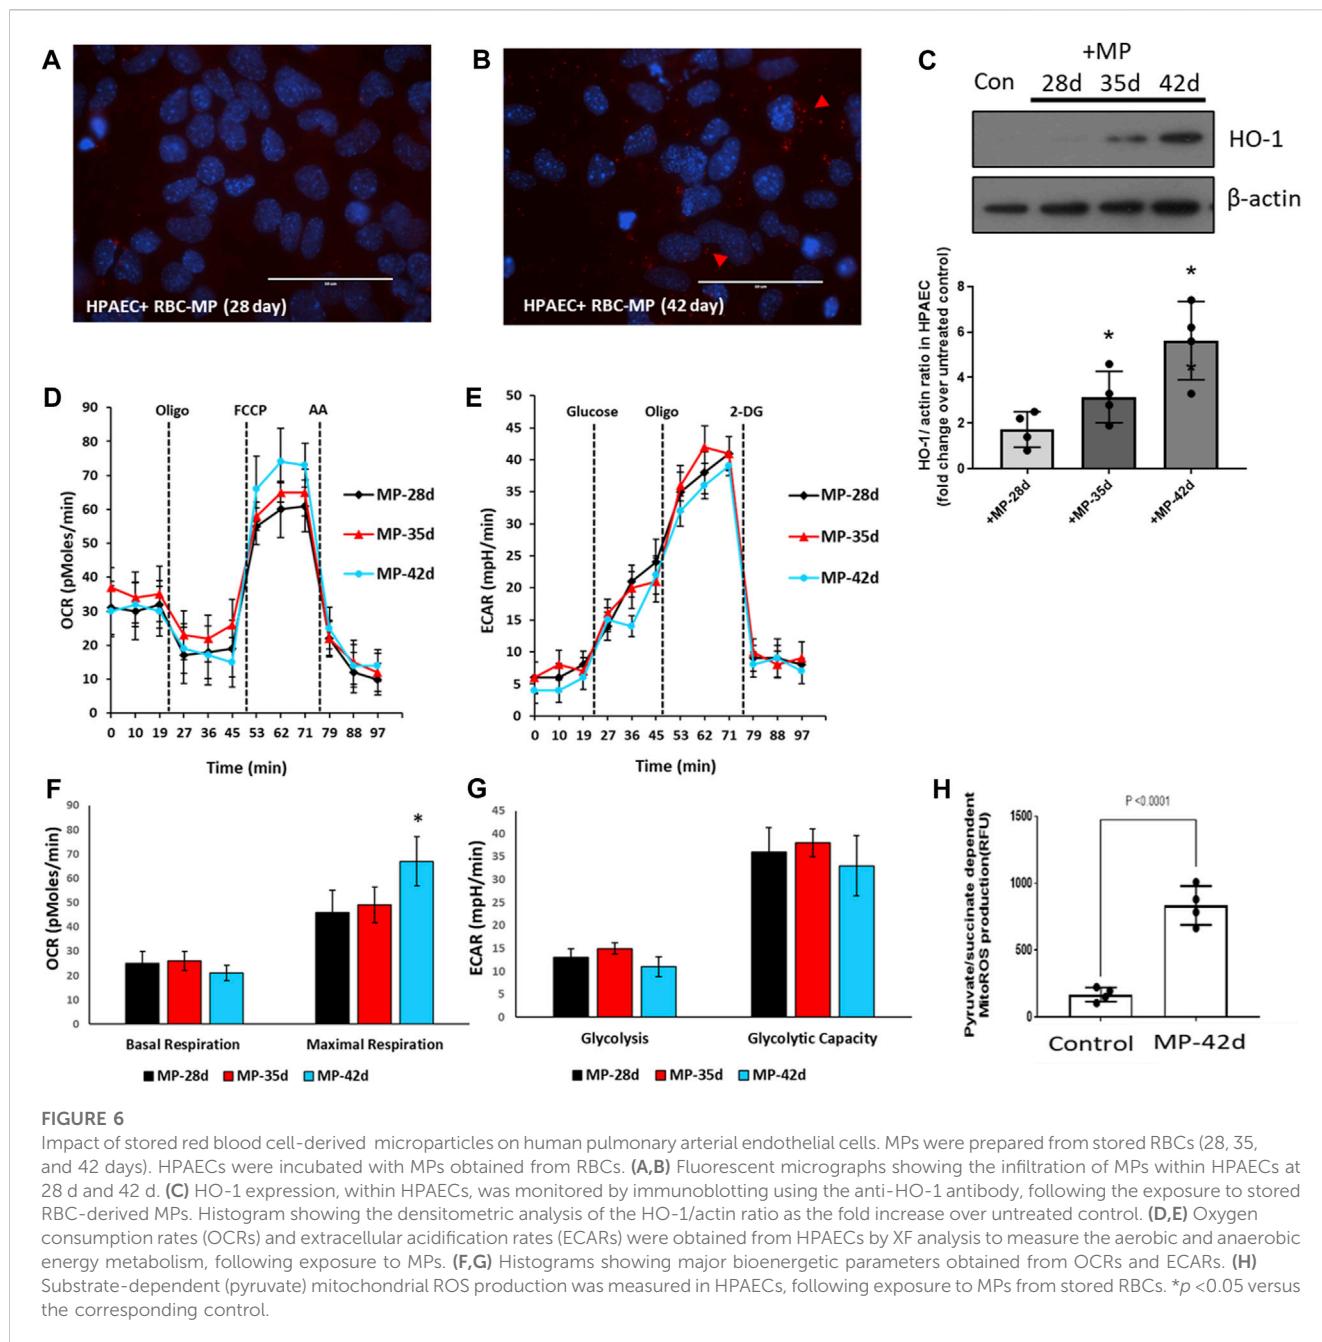 A
HPAEC+ RBC-MP (28 day)
B
HPAEC+ RBC-MP (42 day)
C
+MP
Con 28d 35d 42d
HO-1
β-actin
HO-1/ actin ratio in HPAEC
(fold change over untreated control)
8
6
4
2
0
*
*
*
+MP-28d
+MP-35d
+MP-42d
D
OCR (pMoles/min)
90
80
70
60
50
40
30
20
10
0
Oligo FCCP AA
MP-28d
MP-35d
MP-42d
0 10 19 27 36 45 53 62 71 79 88 97
Time (min)
E
ECAR (mpH/min)
50
45
40
35
30
25
20
15
10
5
0
Glucose Oligo 2-DG
MP-28d
MP-35d
MP-42d
0 10 19 27 36 45 53 62 71 79 88 97
Time (min)
F
OCR (pMoles/min)
90
80
70
60
50
40
30
20
10
0
*
Basal Respiration Maximal Respiration
MP-28d MP-35d MP-42d
G
ECAR (mpH/min)
45
40
35
30
25
20
15
10
5
0
Glycolysis Glycolytic Capacity
MP-28d MP-35d MP-42d
H
Pyruvate/succinate dependent
MitoROS production(RFU)
1500
1000
500
0
P <0.0001
Control MP-42d
FIGURE 6
Impact of stored red blood cell-derived microparticles on human pulmonary arterial endothelial cells. MPs were prepared from stored RBCs (28, 35,
and 42 days). HPAECs were incubated with MPs obtained from RBCs. (A,B) Fluorescent micrographs showing the infiltration of MPs within HPAECs at
28 d and 42 d. (C) HO-1 expression, within HPAECs, was monitored by immunoblotting using the anti-HO-1 antibody, following the exposure to stored
RBC-derived MPs. Histogram showing the densitometric analysis of the HO-1/actin ratio as the fold increase over untreated control. (D,E) Oxygen
consumption rates (OCRs) and extracellular acidification rates (ECARs) were obtained from HPAECs by XF analysis to measure the aerobic and anaerobic
energy metabolism, following exposure to MPs. (F,G) Histograms showing major bioenergetic parameters obtained from OCRs and ECARs. (H)
Substrate-dependent (pyruvate) mitochondrial ROS production was measured in HPAECs, following exposure to MPs from stored RBCs. *p <0.05 versus
the corresponding control.